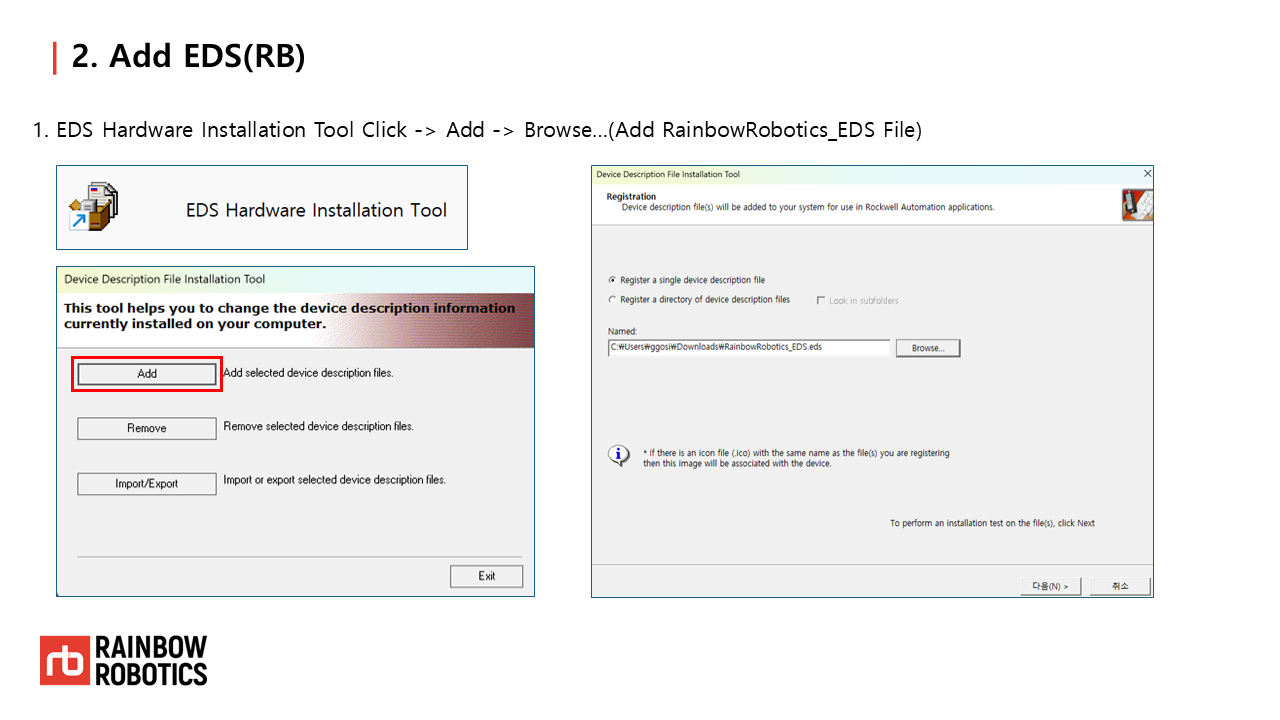 2. Add EDS(RB)
1. EDS Hardware Installation Tool Click -> Add -> Browse...(Add RainbowRobotics_EDS File)
EDS Hardware Installation Tool
Device Description File Installation Tool
This tool helps you to change the device description information
currently installed on your computer.
Add
Add selected device description files.
Remove
Remove selected device description files.
Import/Export
Import or export selected device description files.
Exit
Device Description File Installation Tool
Registration
Device description file(s) will be added to your system for use in Rockwell Automation applications.
Register a single device description file
Register a directory of device description files
Look in subfolders
Named:
C:₩Users₩ggosi₩Downloads₩RainbowRobotics_EDS.eds
Browse...
* If there is an icon file (.ico) with the same name as the file(s) you are registering
then this image will be associated with the device.
To perform an installation test on the file(s), click Next
다음(N) >
취소
rb
RAINBOW
ROBOTICS